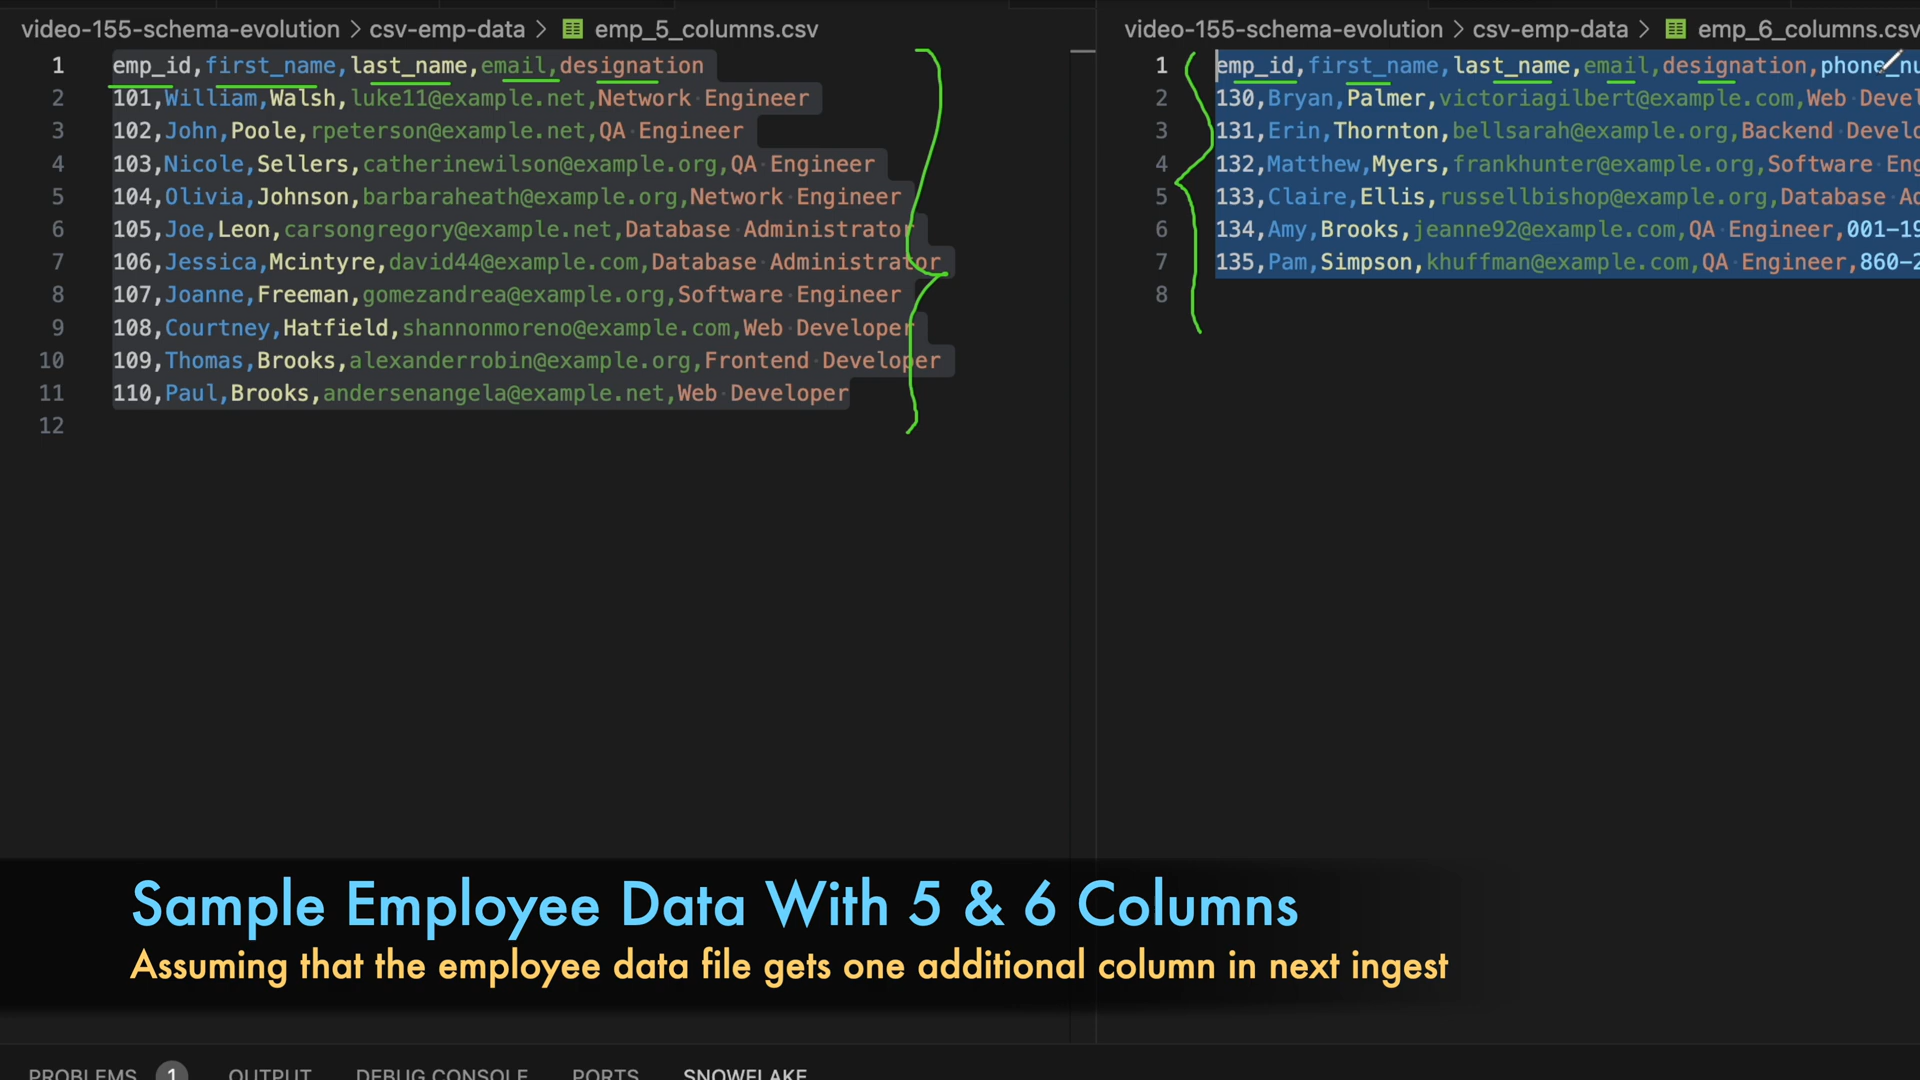 video-155-schema-evolution > csv-emp-data > emp_5_columns.csv
1 emp_id,first_name,last_name,email,designation
2 101,William,Walsh,luke11@example.net,Network Engineer
3 102,John,Poole,rpeterson@example.net,QA Engineer
4 103,Nicole,Sellers,catherinewilson@example.org,QA Engineer
5 104,Olivia,Johnson,barbaraheath@example.org,Network Engineer
6 105,Joe,Leon,carsongregory@example.net,Database Administrator
7 106,Jessica,Mcintyre,david44@example.com,Database Administrator
8 107,Joanne,Freeman,gomezandrea@example.org,Software Engineer
9 108,Courtney,Hatfield,shannonmoreno@example.com,Web Developer
10 109,Thomas,Brooks,alexanderrobin@example.org,Frontend Developer
11 110,Paul,Brooks,andersenangela@example.net,Web Developer
12
video-155-schema-evolution > csv-emp-data > emp_6_columns.csv
1 emp_id,first_name,last_name,email,designation,phone_nu
2 130,Bryan,Palmer,victoriagilbert@example.com,Web Devel
3 131,Erin,Thornton,bellsarah@example.org,Backend Develo
4 132,Matthew,Myers,frankhunter@example.org,Software Eng
5 133,Claire,Ellis,russellbishop@example.org,Database Ad
6 134,Amy,Brooks,jeanne92@example.com,QA Engineer,001-19
7 135,Pam,Simpson,khuffman@example.com,QA Engineer,860-2
8
Sample Employee Data With 5 & 6 Columns
Assuming that the employee data file gets one additional column in next ingest
PROBLEMS 1 OUTPUT DEBUG CONSOLE PORTS SNOWFLAKE